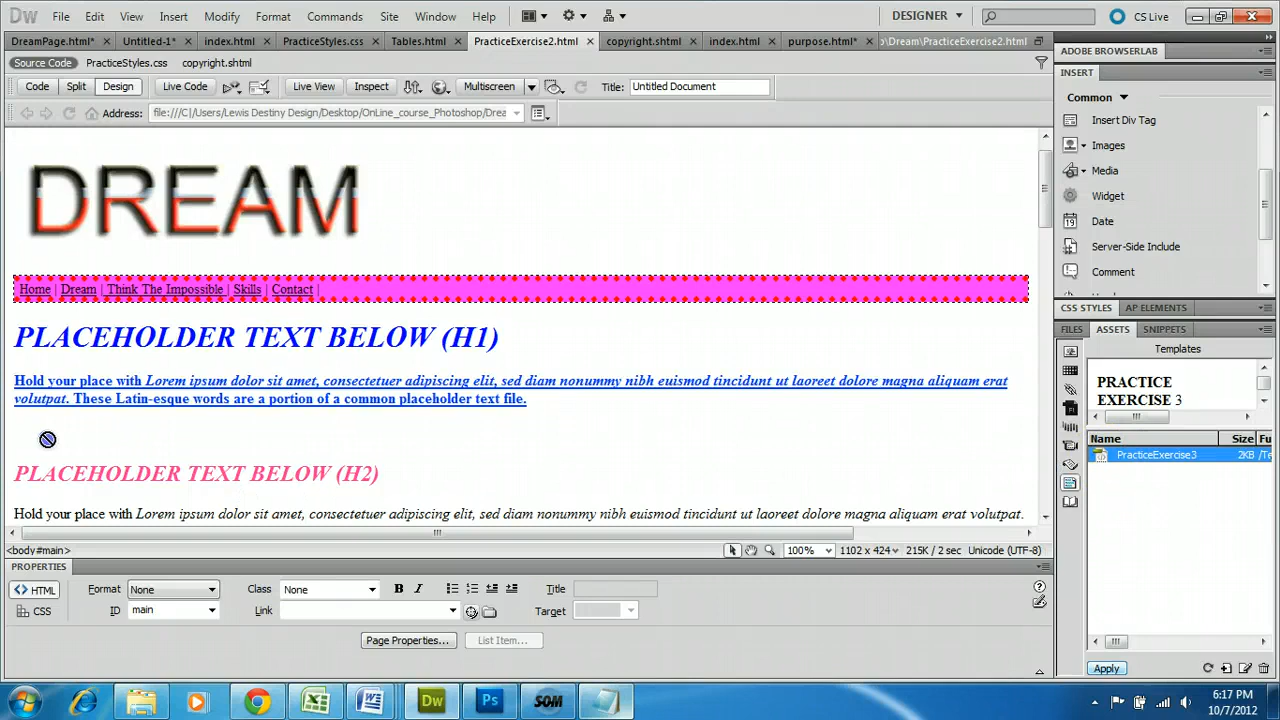 Dw File Edit View Insert Modify Format Commands Site Window Help DESIGNER CS Live
DreamPage.html* Untitled-1* index.html PracticeStyles.css Tables.html PracticeExercise2.html copyright.shtml index.html purpose.html* \Dream\PracticeExercise2.html
Source Code PracticeStyles.css copyright.shtml
Code Split Design Live Code Live View Inspect Multiscreen Title: Untitled Document
Address: file:///C|/Users/Lewis Destiny Design/Desktop/OnLine_course_Photoshop/Drea
DREAM
Home | Dream | Think The Impossible | Skills | Contact |
PLACEHOLDER TEXT BELOW (H1)
Hold your place with Lorem ipsum dolor sit amet, consectetuer adipiscing elit, sed diam nonummy nibh euismod tincidunt ut laoreet dolore magna aliquam erat
volutpat. These Latin-esque words are a portion of a common placeholder text file.
PLACEHOLDER TEXT BELOW (H2)
Hold your place with Lorem ipsum dolor sit amet, consectetuer adipiscing elit, sed diam nonummy nibh euismod tincidunt ut laoreet dolore magna aliquam erat volutpat.
<body#main> 100% 1102 x 424 215K / 2 sec Unicode (UTF-8)
PROPERTIES
HTML Format None Class None B I Title
CSS ID main Link Target
Page Properties... List Item...
ADOBE BROWSERLAB
INSERT
Common
Insert Div Tag
Images
Media
Widget
19 Date
Server-Side Include
Comment
CSS STYLES AP ELEMENTS
FILES ASSETS SNIPPETS
Templates
PRACTICE
EXERCISE 3
Name Size Fu
PracticeExercise3 2KB /Te
Apply
Dw Ps SOM
6:17 PM
10/7/2012